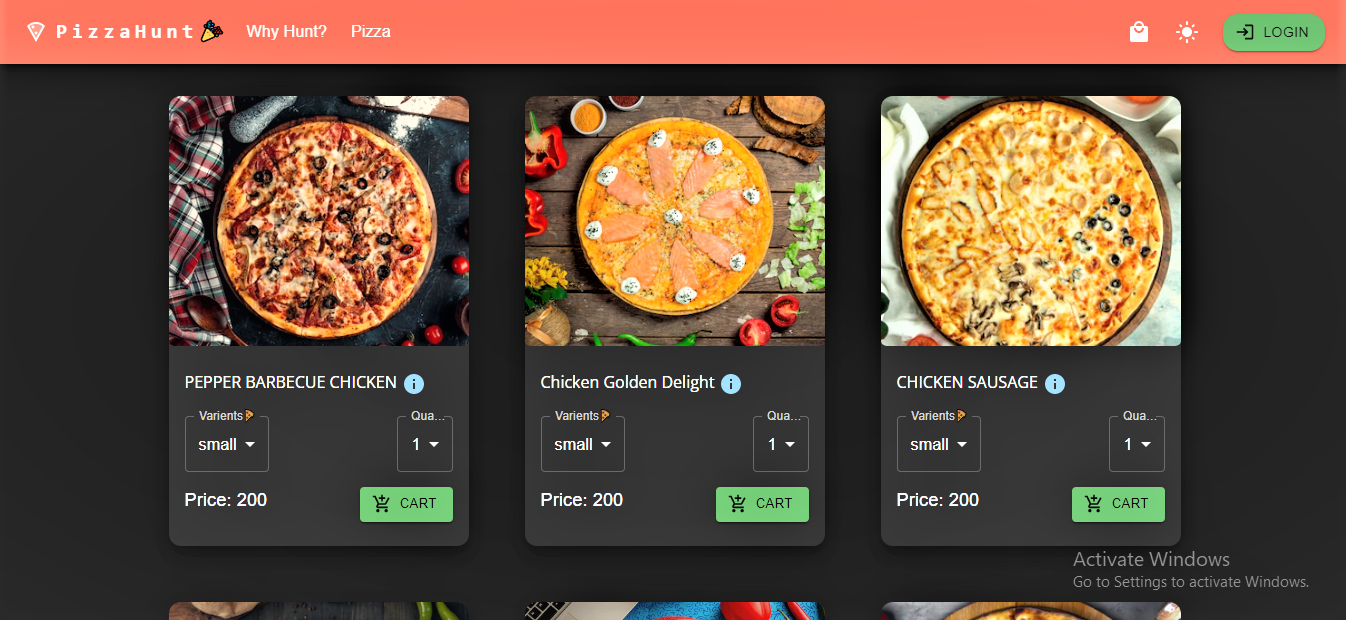 PizzaHunt Why Hunt? Pizza LOGIN
PEPPER BARBECUE CHICKEN Chicken Golden Delight CHICKEN SAUSAGE
Varients Qua... Varients Qua... Varients Qua...
small 1 small 1 small 1
Price: 200 CART Price: 200 CART Price: 200 CART
Activate Windows
Go to Settings to activate Windows.